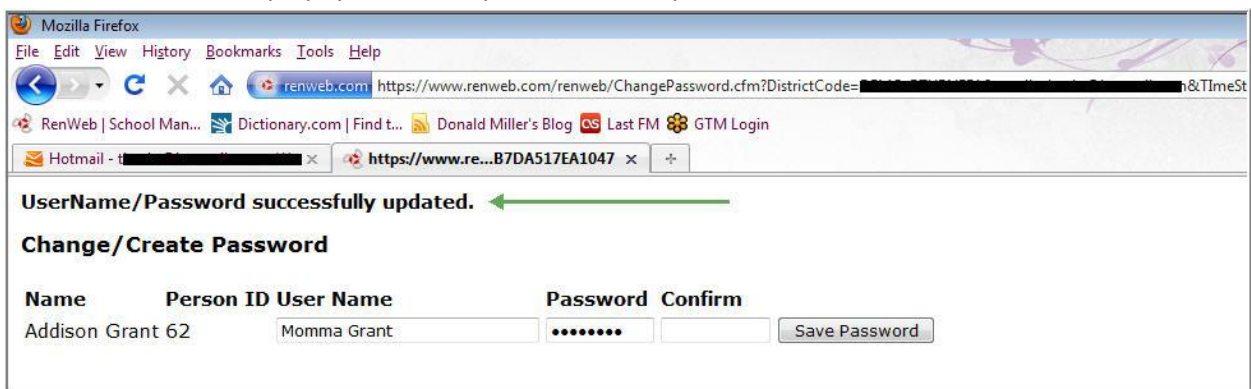 Mozilla Firefox
File Edit View History Bookmarks Tools Help
renweb.com https://www.renweb.com/renweb/ChangePassword.cfm?DistrictCode= n&TImeSt
RenWeb | School Man... Dictionary.com | Find t... Donald Miller's Blog Last FM GTM Login
Hotmail - t https://www.re...B7DA517EA1047
UserName/Password successfully updated.
Change/Create Password
Name Person ID User Name Password Confirm
Addison Grant 62 Momma Grant •••••••• Save Password